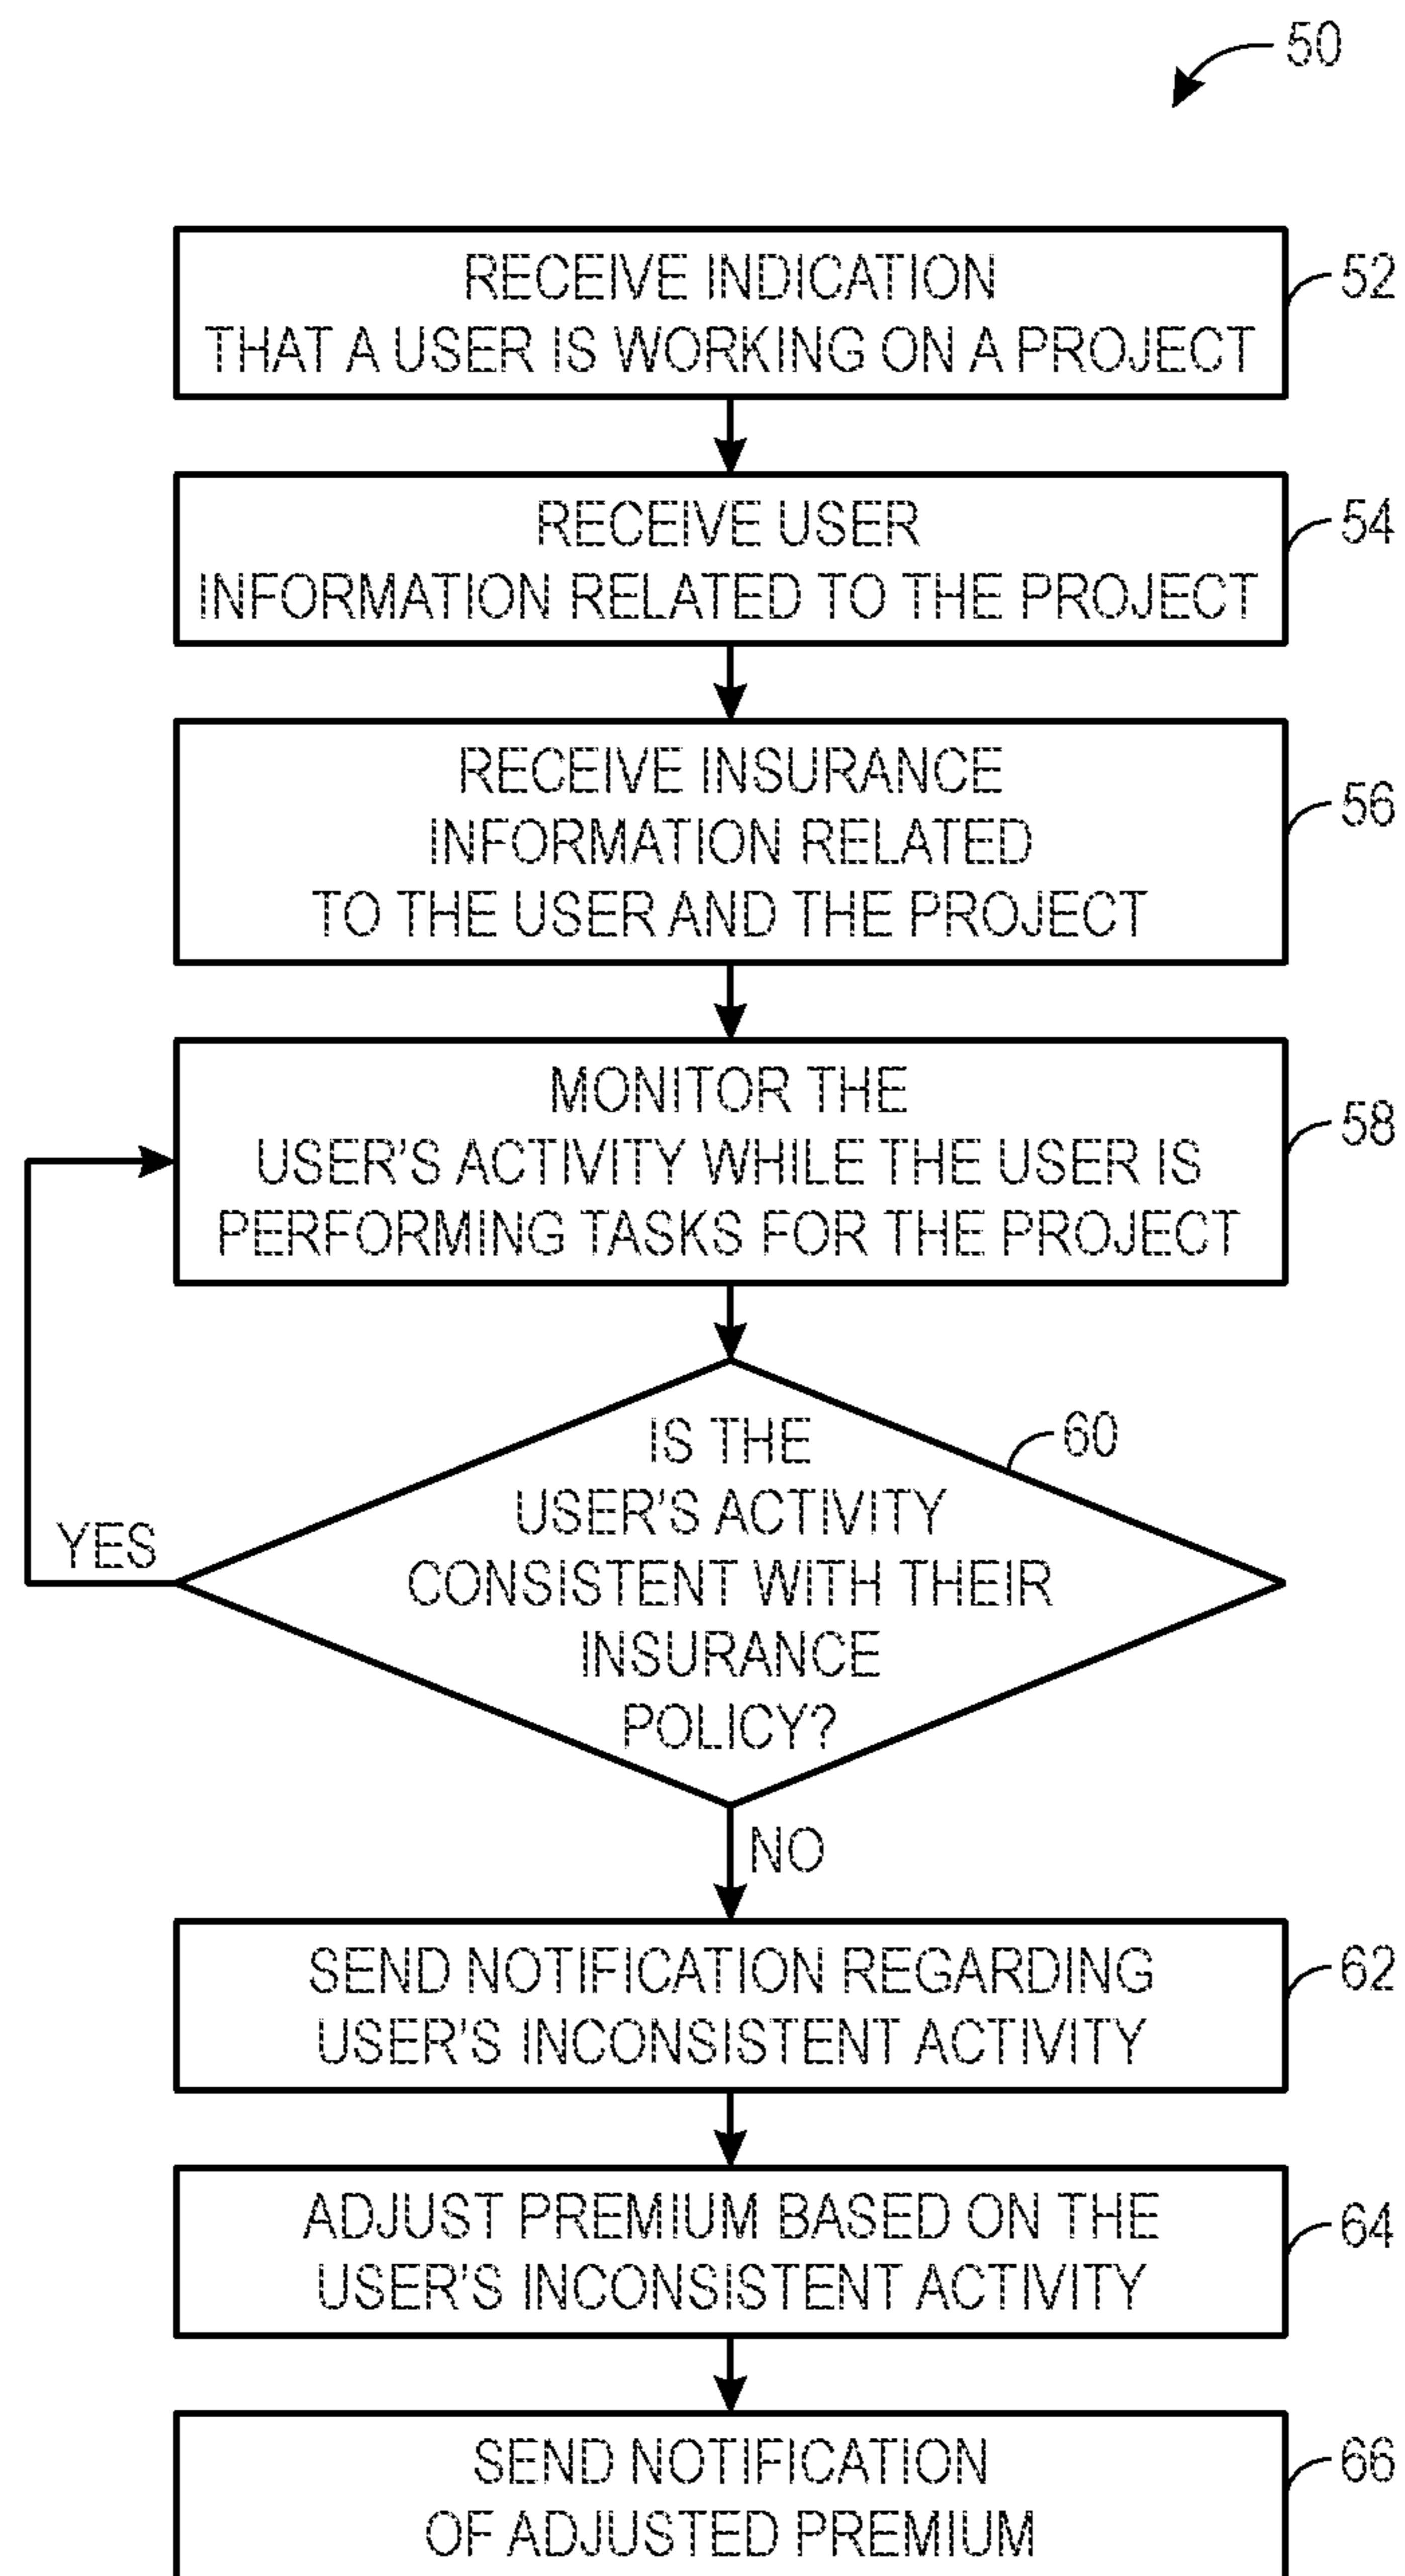 50
RECEIVE INDICATION
THAT A USER IS WORKING ON A PROJECT
52
RECEIVE USER
INFORMATION RELATED TO THE PROJECT
54
RECEIVE INSURANCE
INFORMATION RELATED
TO THE USER AND THE PROJECT
56
MONITOR THE
USER'S ACTIVITY WHILE THE USER IS
PERFORMING TASKS FOR THE PROJECT
58
IS THE
USER'S ACTIVITY
CONSISTENT WITH THEIR
INSURANCE
POLICY?
60
YES
NO
SEND NOTIFICATION REGARDING
USER'S INCONSISTENT ACTIVITY
62
ADJUST PREMIUM BASED ON THE
USER'S INCONSISTENT ACTIVITY
64
SEND NOTIFICATION
OF ADJUSTED PREMIUM
66